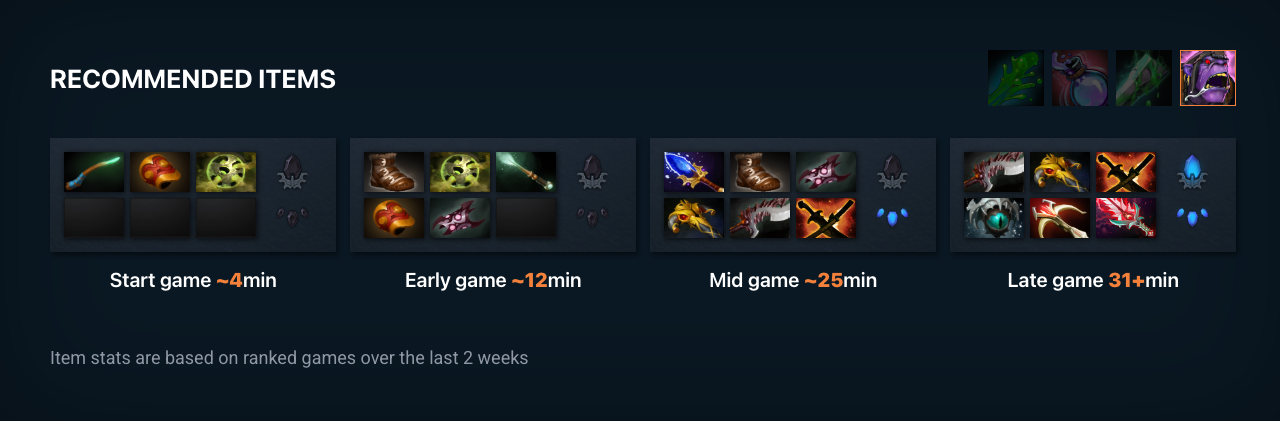 RECOMMENDED ITEMS
Start game ~4min
Early game ~12min
Mid game ~25min
Late game 31+min
Item stats are based on ranked games over the last 2 weeks